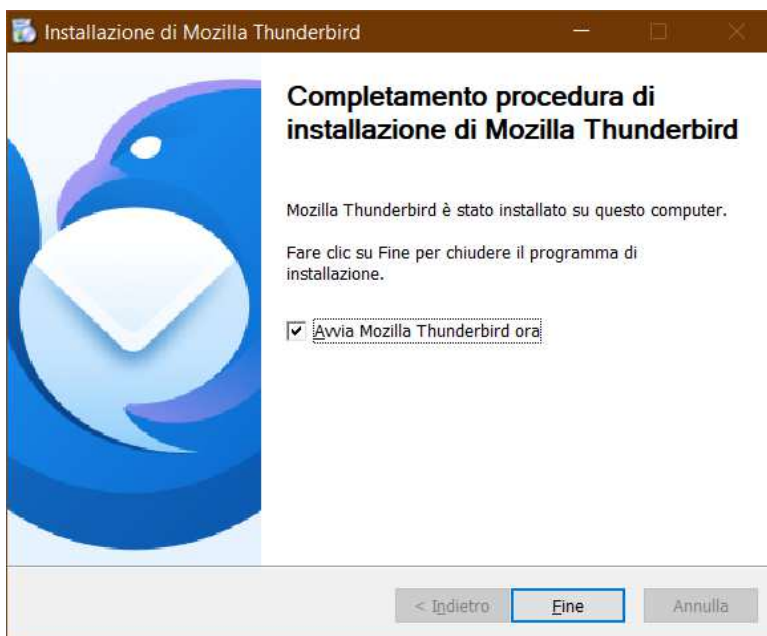 Installazione di Mozilla Thunderbird
Completamento procedura di
installazione di Mozilla Thunderbird
Mozilla Thunderbird è stato installato su questo computer.
Fare clic su Fine per chiudere il programma di
installazione.
Avvia Mozilla Thunderbird ora
< Indietro
Fine
Annulla